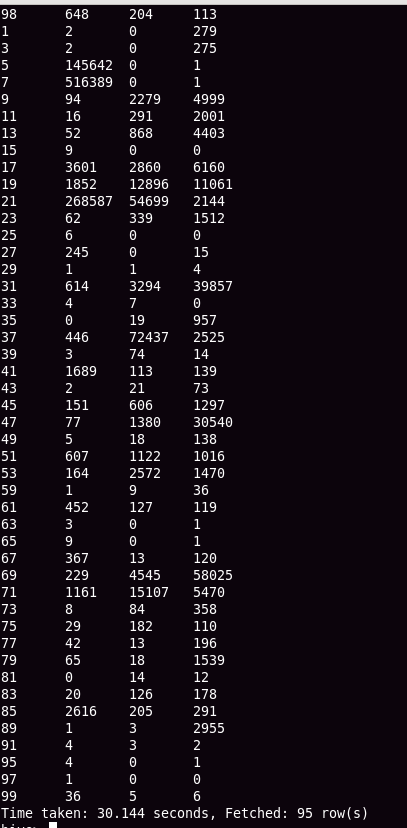 98 648 204 113
1 2 0 279
3 2 0 275
5 145642 0 1
7 516389 0 1
9 94 2279 4999
11 16 291 2001
13 52 868 4403
15 9 0 0
17 3601 2860 6160
19 1852 12896 11061
21 268587 54699 2144
23 62 339 1512
25 6 0 0
27 245 0 15
29 1 1 4
31 614 3294 39857
33 4 7 0
35 0 19 957
37 446 72437 2525
39 3 74 14
41 1689 113 139
43 2 21 73
45 151 606 1297
47 77 1380 30540
49 5 18 138
51 607 1122 1016
53 164 2572 1470
59 1 9 36
61 452 127 119
63 3 0 1
65 9 0 1
67 367 13 120
69 229 4545 58025
71 1161 15107 5470
73 8 84 358
75 29 182 110
77 42 13 196
79 65 18 1539
81 0 14 12
83 20 126 178
85 2616 205 291
89 1 3 2955
91 4 3 2
95 4 0 1
97 1 0 0
99 36 5 6
Time taken: 30.144 seconds, Fetched: 95 row(s)